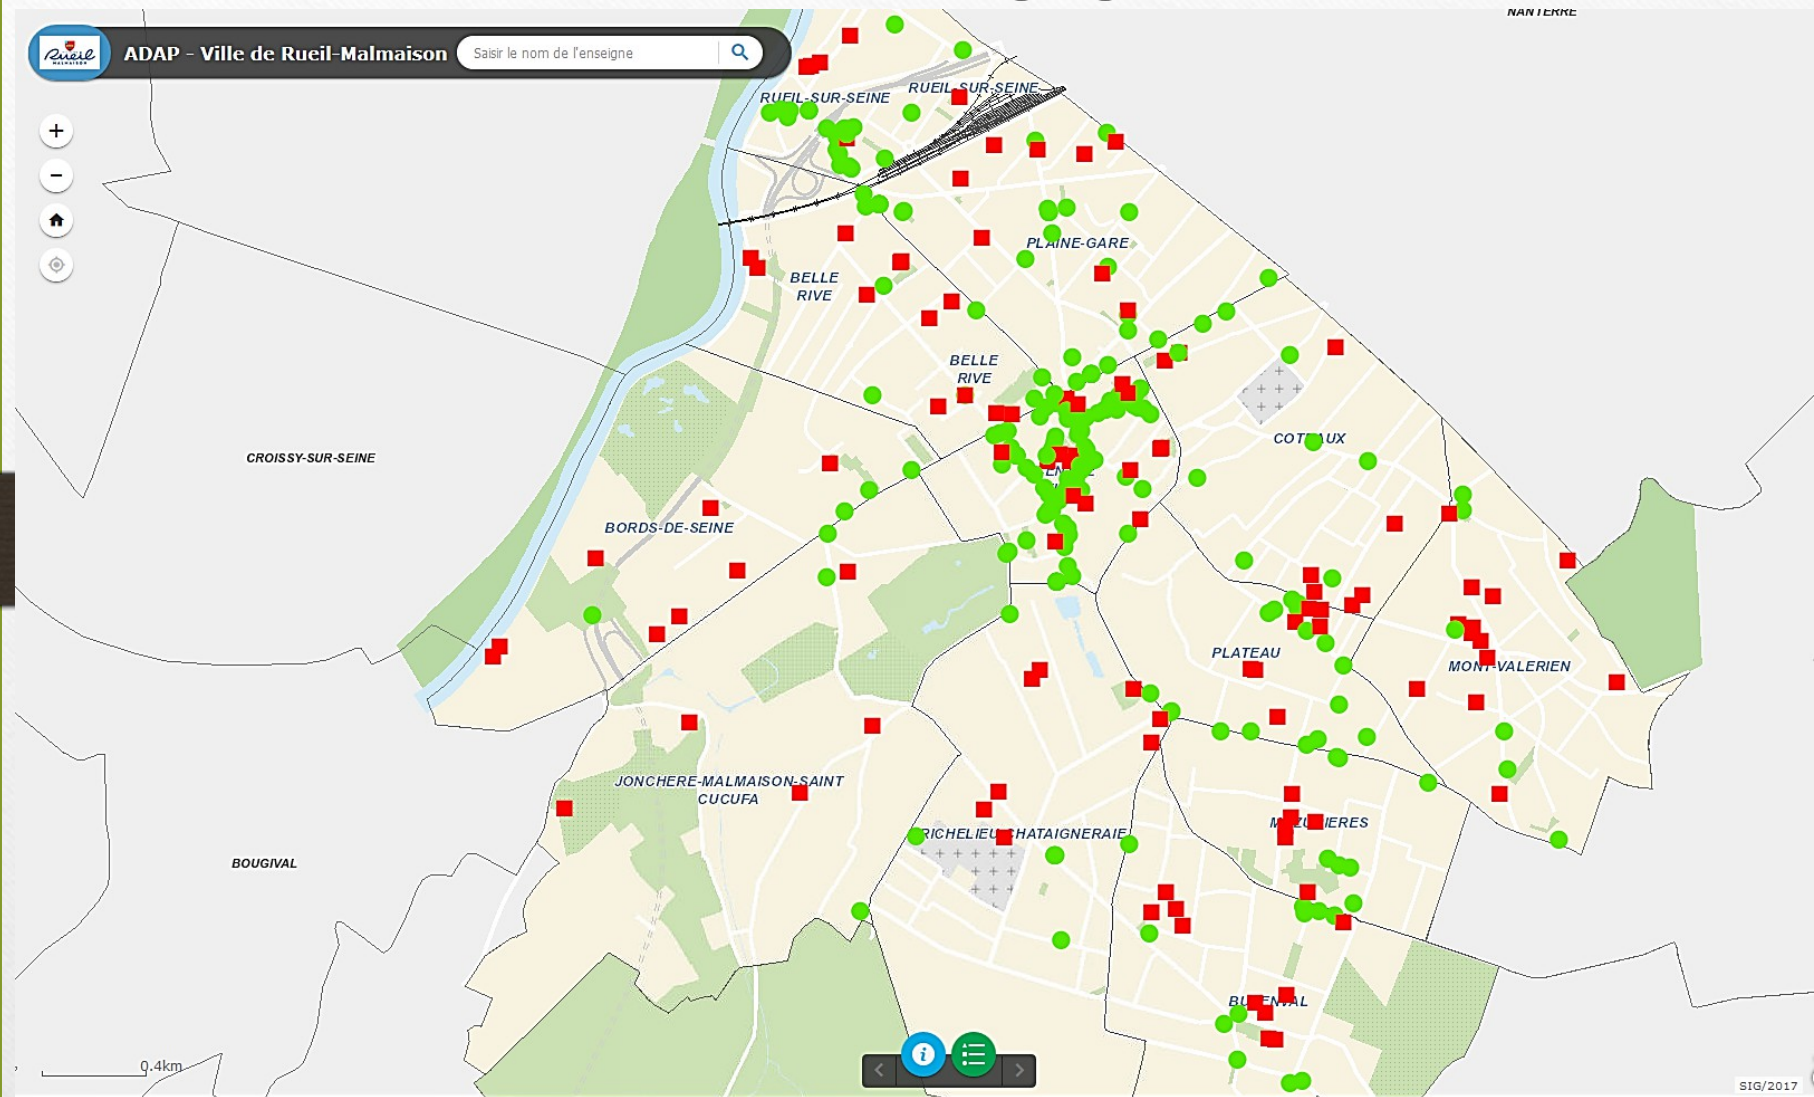 NANTERRE
Rueil
MALMAISON
ADAP - Ville de Rueil-Malmaison
Saisir le nom de l'enseigne
RUEIL-SUR-SEINE
RUEIL-SUR-SEINE
PLAINE-GARE
BELLE
RIVE
BELLE
RIVE
COTEAUX
CROISSY-SUR-SEINE
BORDS-DE-SEINE
PLATEAU
MONT-VALERIEN
JONCHERE-MALMAISON-SAINT
CUCUFA
RICHELIEU-CHATAIGNERAIE
BOUGIVAL
0.4km
SIG/2017